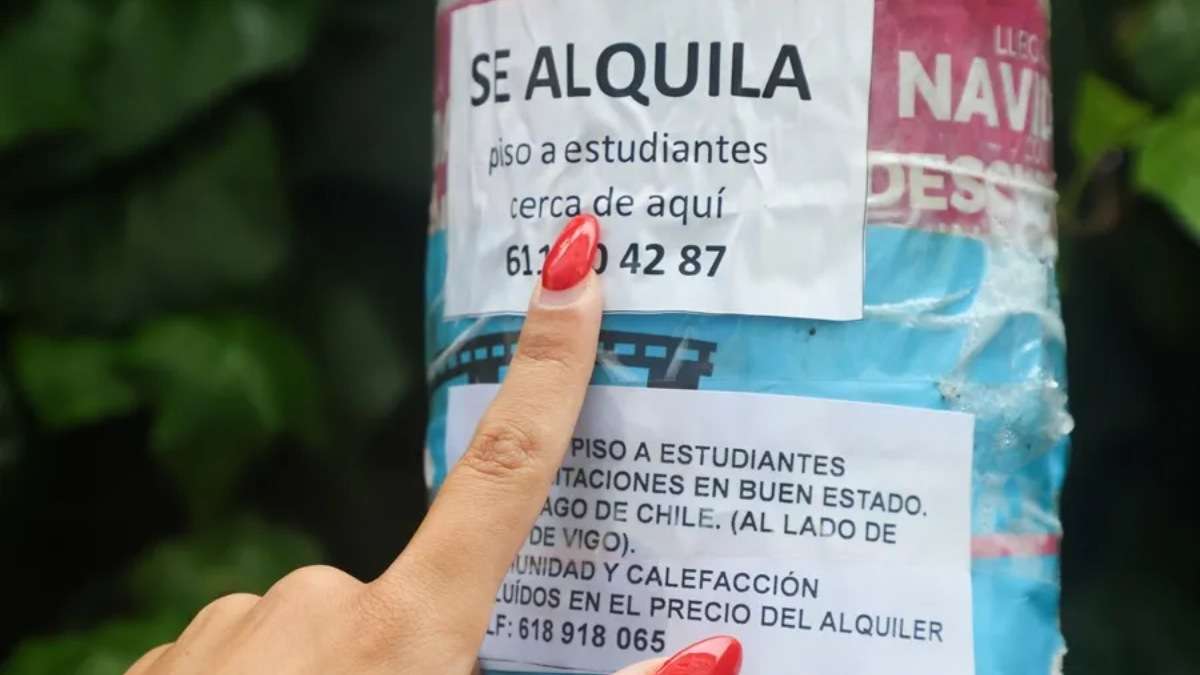 SE ALQUILA
piso a estudiantes
cerca de aquí
42 87
NAVI
PISO A ESTUDIANTES
EN BUEN ESTADO.
DE CHILE. (AL LADO DE
DE VIGO).
Y CALEFACCIÓN
EN EL PRECIO DEL ALQUILER
618 918 065